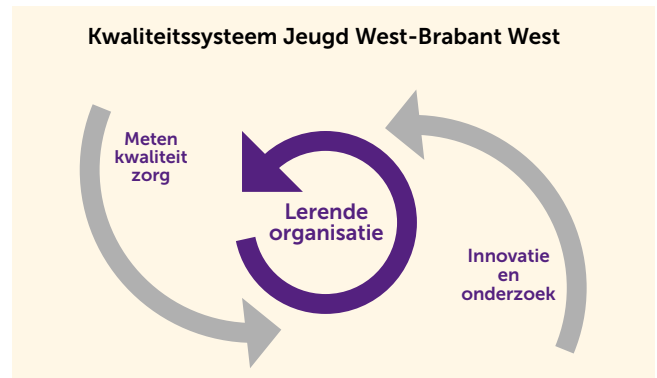 Kwaliteitssysteem Jeugd West-Brabant West
Meten
kwaliteit
zorg
Lerende
organisatie
Innovatie
en
onderzoek